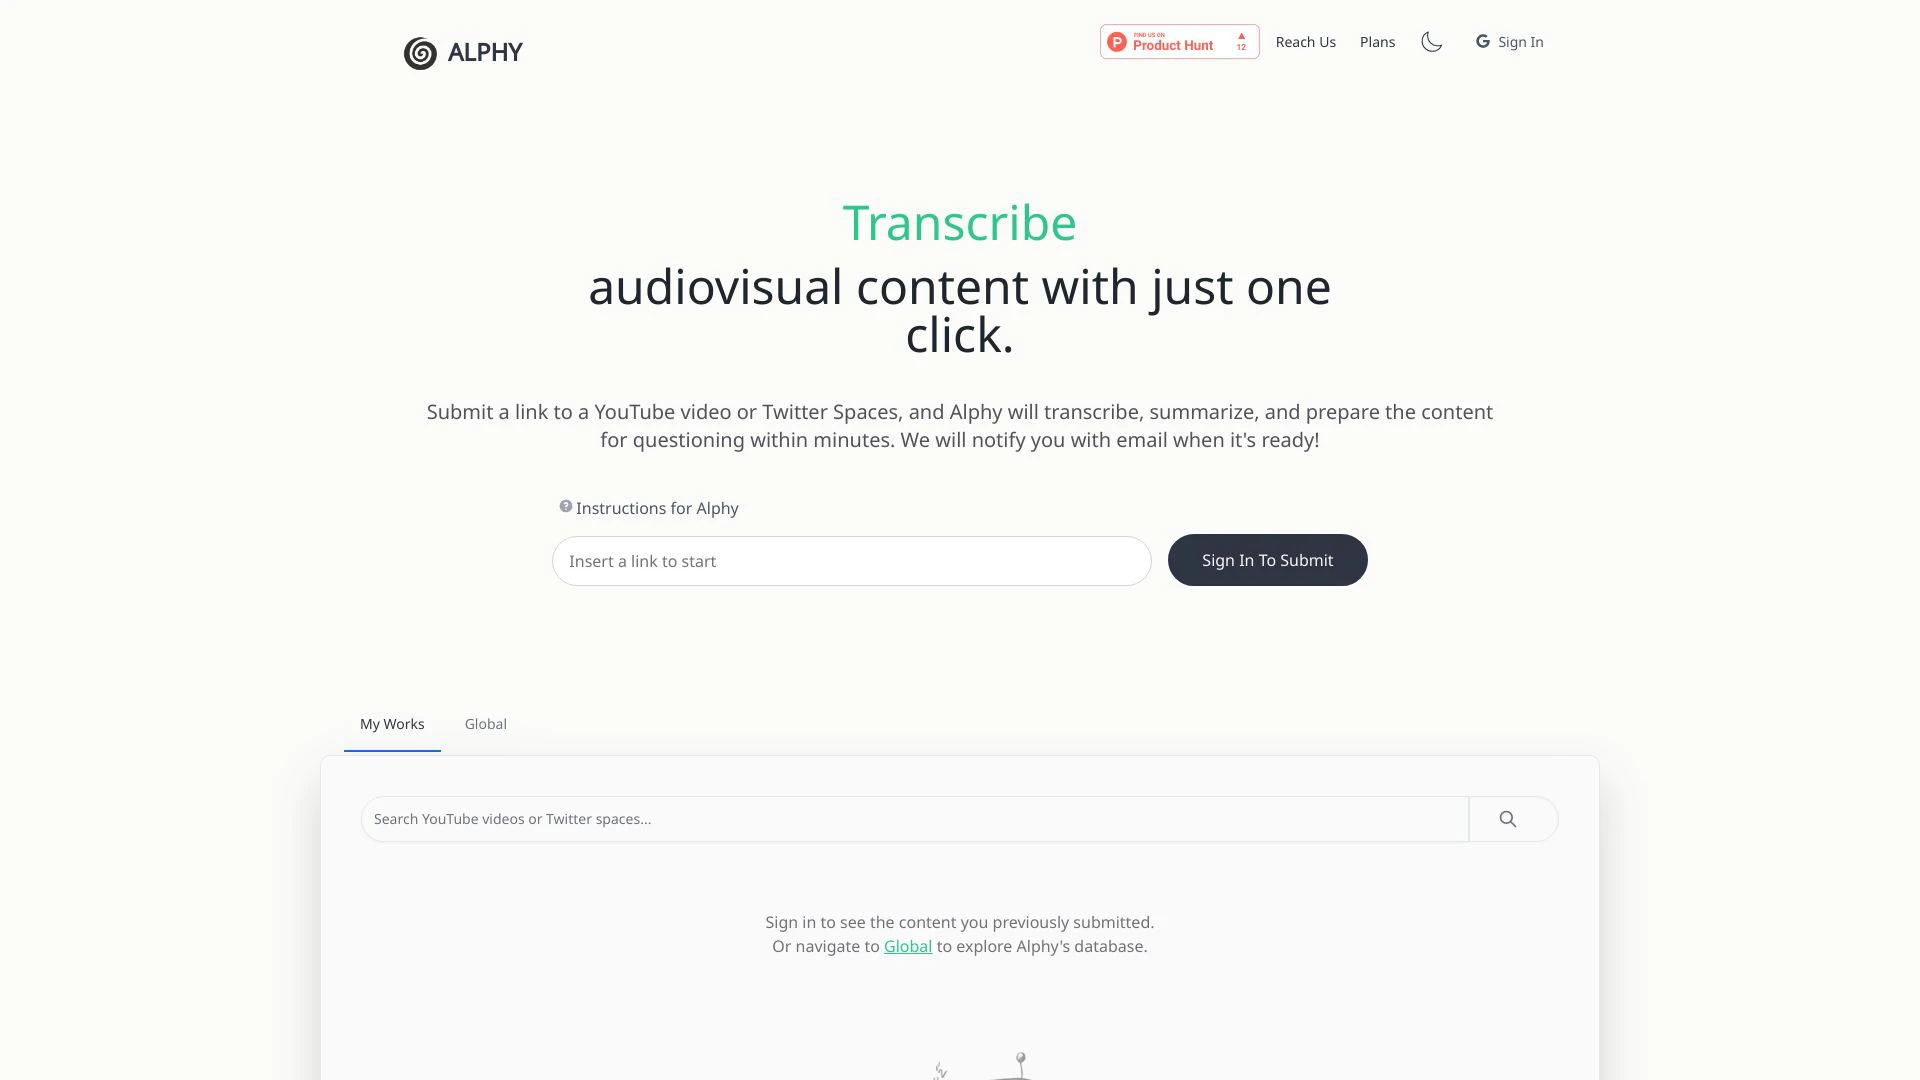 ALPHY
FIND US ON
Product Hunt
12
Reach Us
Plans
Sign In
Transcribe
audiovisual content with just one
click.
Submit a link to a YouTube video or Twitter Spaces, and Alphy will transcribe, summarize, and prepare the content
for questioning within minutes. We will notify you with email when it's ready!
Instructions for Alphy
Insert a link to start
Sign In To Submit
My Works
Global
Search YouTube videos or Twitter spaces...
Sign in to see the content you previously submitted.
Or navigate to Global to explore Alphy's database.